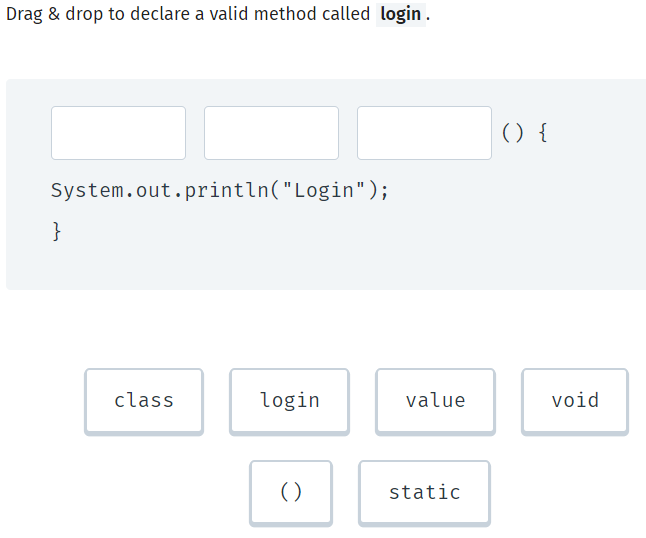 Drag & drop to declare a valid method called login.
() {
System.out.println("Login");
}
class login value void
() static